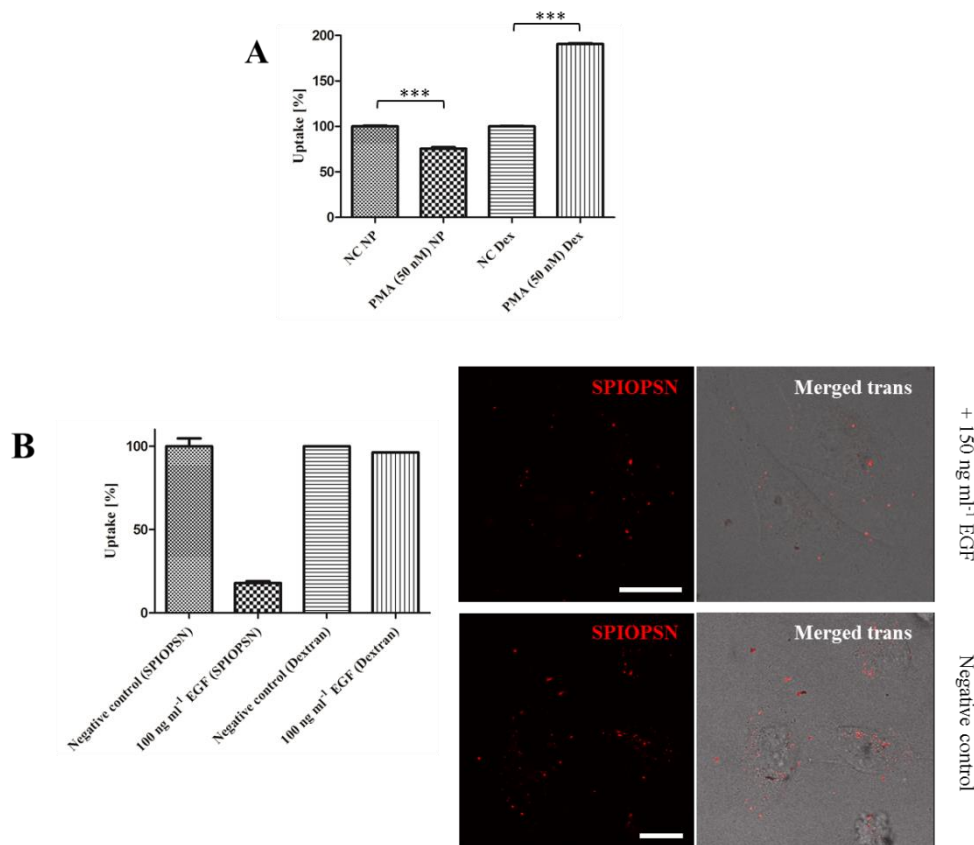 A
***
***
Uptake [%]
200
150
100
50
0
NC NP
PMA (50 nM) NP
NC Dex
PMA (50 nM) Dex
B
Uptake [%]
100
50
0
Negative control (SPIOPSN)
100 ng ml⁻¹ EGF (SPIOPSN)
Negative control (Dextran)
100 ng ml⁻¹ EGF (Dextran)
SPIOPSN
Merged trans
+ 150 ng ml⁻¹ EGF
SPIOPSN
Merged trans
Negative control